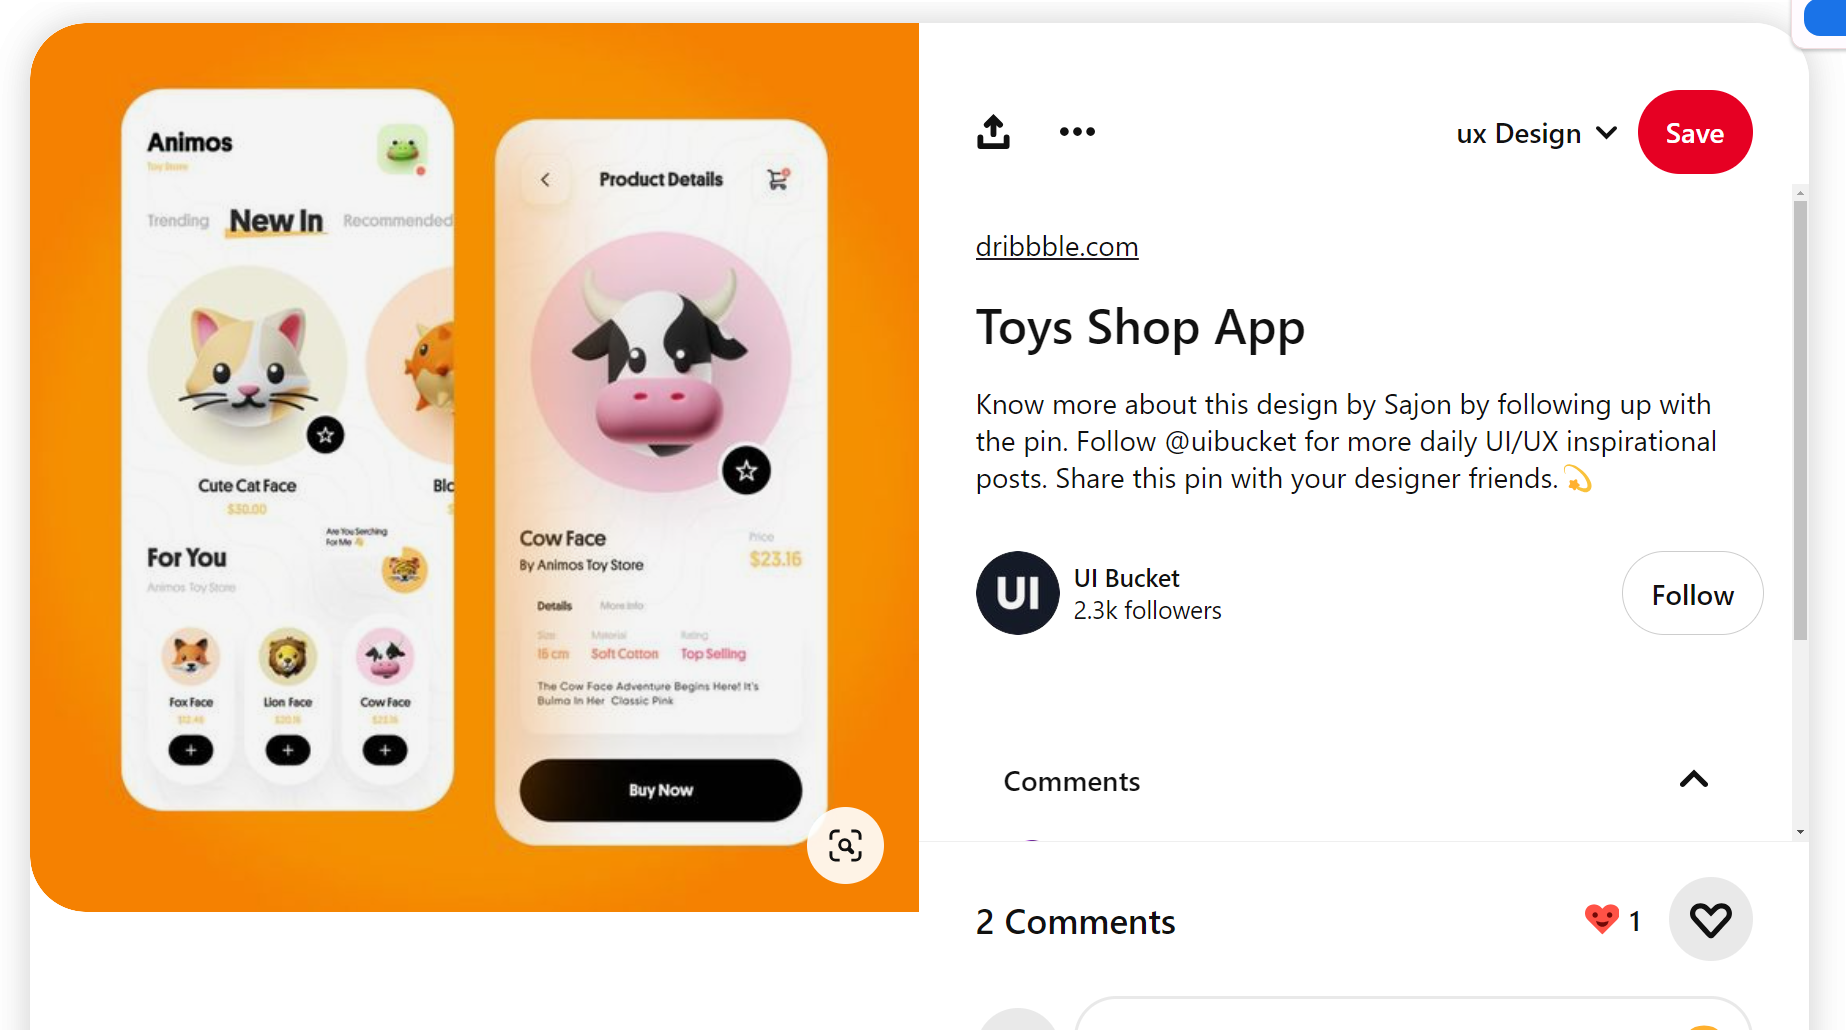 Animos
Toy Store
Trending
New In
Recommended
Cute Cat Face
$30.00
Blc
$
Are You Serching
For Me
For You
Animos Toy Store
Fox Face
$12.48
Lion Face
$20.16
Cow Face
$23.16
+
+
+
Product Details
Cow Face
By Animos Toy Store
Price
$23.16
Details
More Info
Size
Material
Rating
16 cm
Soft Cotton
Top Selling
The Cow Face Adventure Begins Here! It's
Bulma In Her Classic Pink
Buy Now
ux Design
Save
dribbble.com
Toys Shop App
Know more about this design by Sajon by following up with
the pin. Follow @uibucket for more daily UI/UX inspirational
posts. Share this pin with your designer friends. 💫
UI
UI Bucket
2.3k followers
Follow
Comments
2 Comments
1